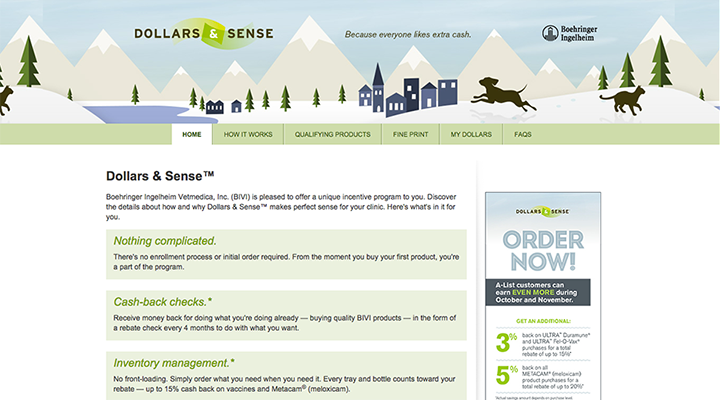 DOLLARS & SENSE
Because everyone likes extra cash.
Boehringer
Ingelheim
HOME
HOW IT WORKS
QUALIFYING PRODUCTS
FINE PRINT
MY DOLLARS
FAQS
Dollars & Sense™
Boehringer Ingelheim Vetmedica, Inc. (BIVI) is pleased to offer a unique incentive program to you. Discover
the details about how and why Dollars & Sense™ makes perfect sense for your clinic. Here's what's in it for
you.
Nothing complicated.
There's no enrollment process or initial order required. From the moment you buy your first product, you're
a part of the program.
Cash-back checks.*
Receive money back for doing what you're doing already — buying quality BIVI products — in the form of
a rebate check every 4 months to do with what you want.
Inventory management.*
No front-loading. Simply order what you need when you need it. Every tray and bottle counts toward your
rebate — up to 15% cash back on vaccines and Metacam® (meloxicam).
DOLLARS & SENSE
ORDER
NOW!
A-List customers can
earn EVEN MORE during
October and November.
GET AN ADDITIONAL:
3%
back on ULTRA™ Duramune®
and ULTRA™ Fel-O-Vax®
purchases for a total
rebate of up to 15%*
5%
back on all
METACAM® (meloxicam)
product purchases for a
total rebate of up to 20%*
*Actual savings amount depends on purchase level.